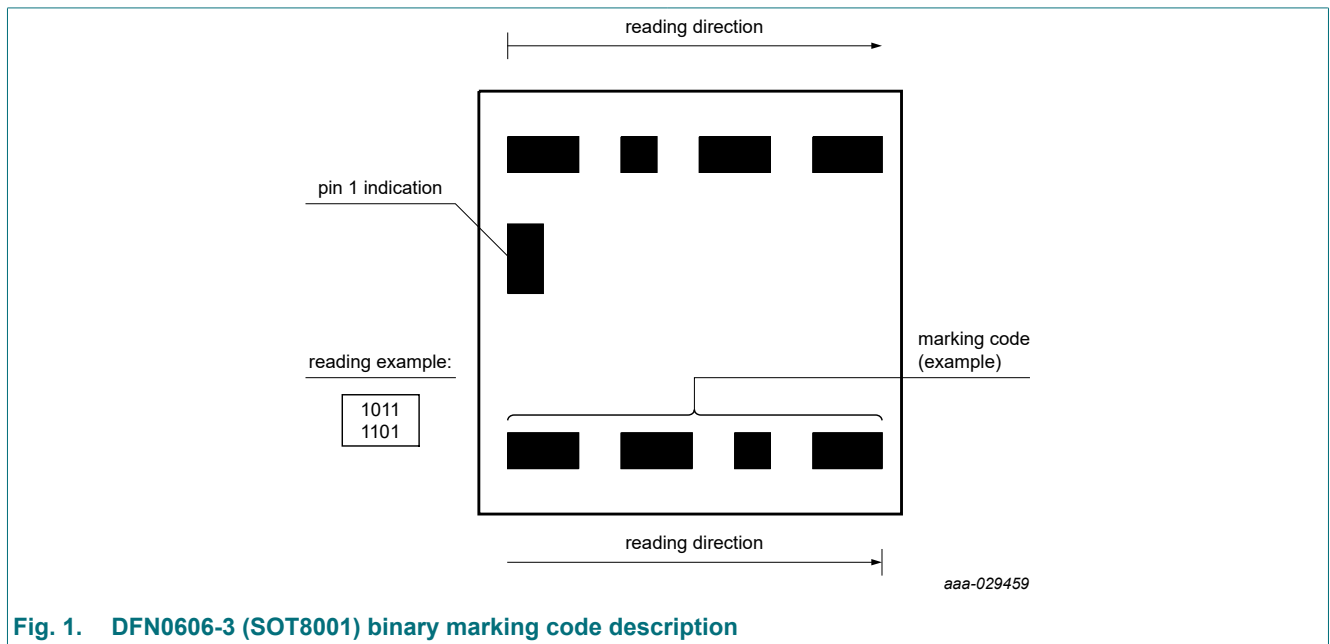 reading direction
pin 1 indication
marking code
(example)
reading example:
1011
1101
reading direction
aaa-029459
Fig. 1. DFN0606-3 (SOT8001) binary marking code description